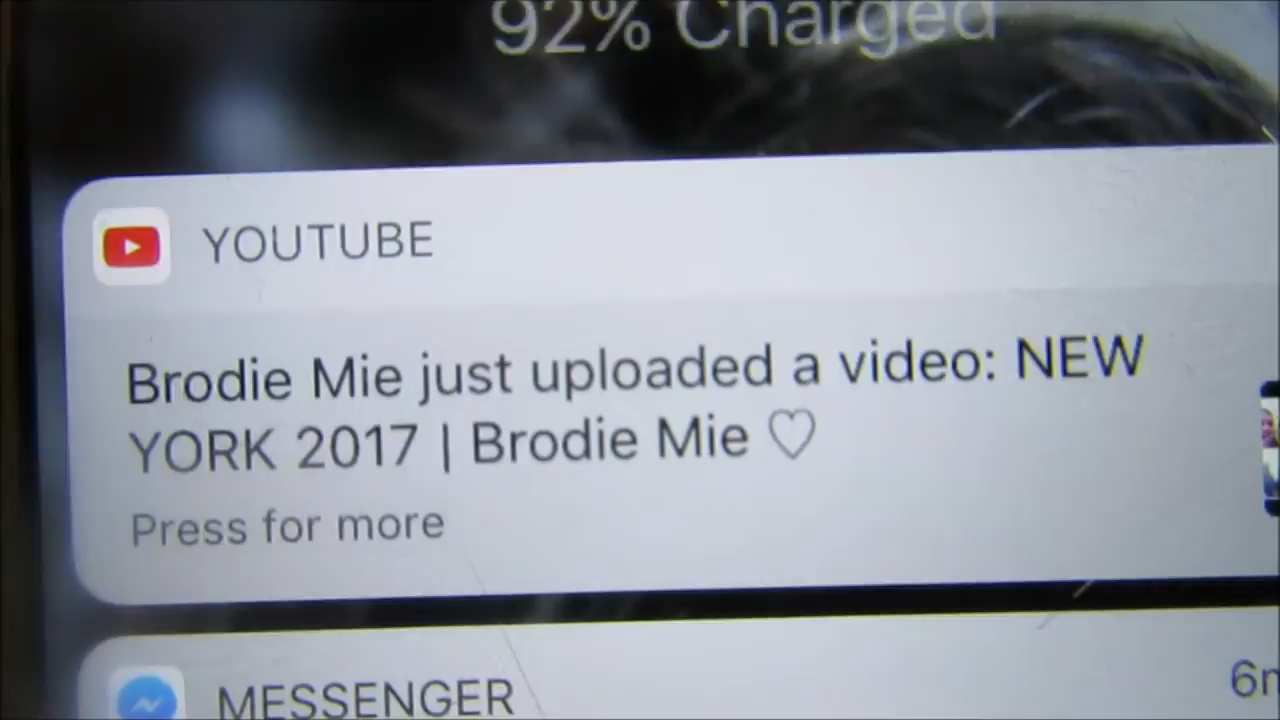 92% Charged
YOUTUBE
Brodie Mie just uploaded a video: NEW
YORK 2017 | Brodie Mie ♡
Press for more
MESSENGER